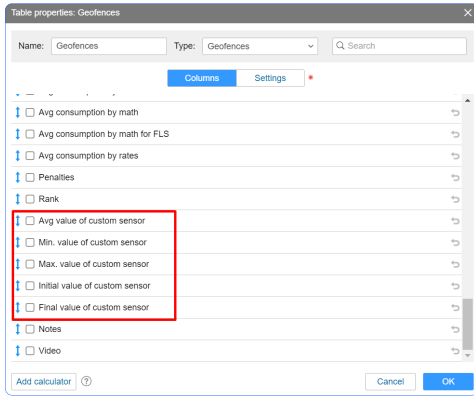 Table properties: Geofences
Name: Geofences Type: Geofences Search
Columns Settings *
Avg consumption by math
Avg consumption by math for FLS
Avg consumption by rates
Penalties
Rank
Avg value of custom sensor
Min. value of custom sensor
Max. value of custom sensor
Initial value of custom sensor
Final value of custom sensor
Notes
Video
Add calculator ? Cancel OK